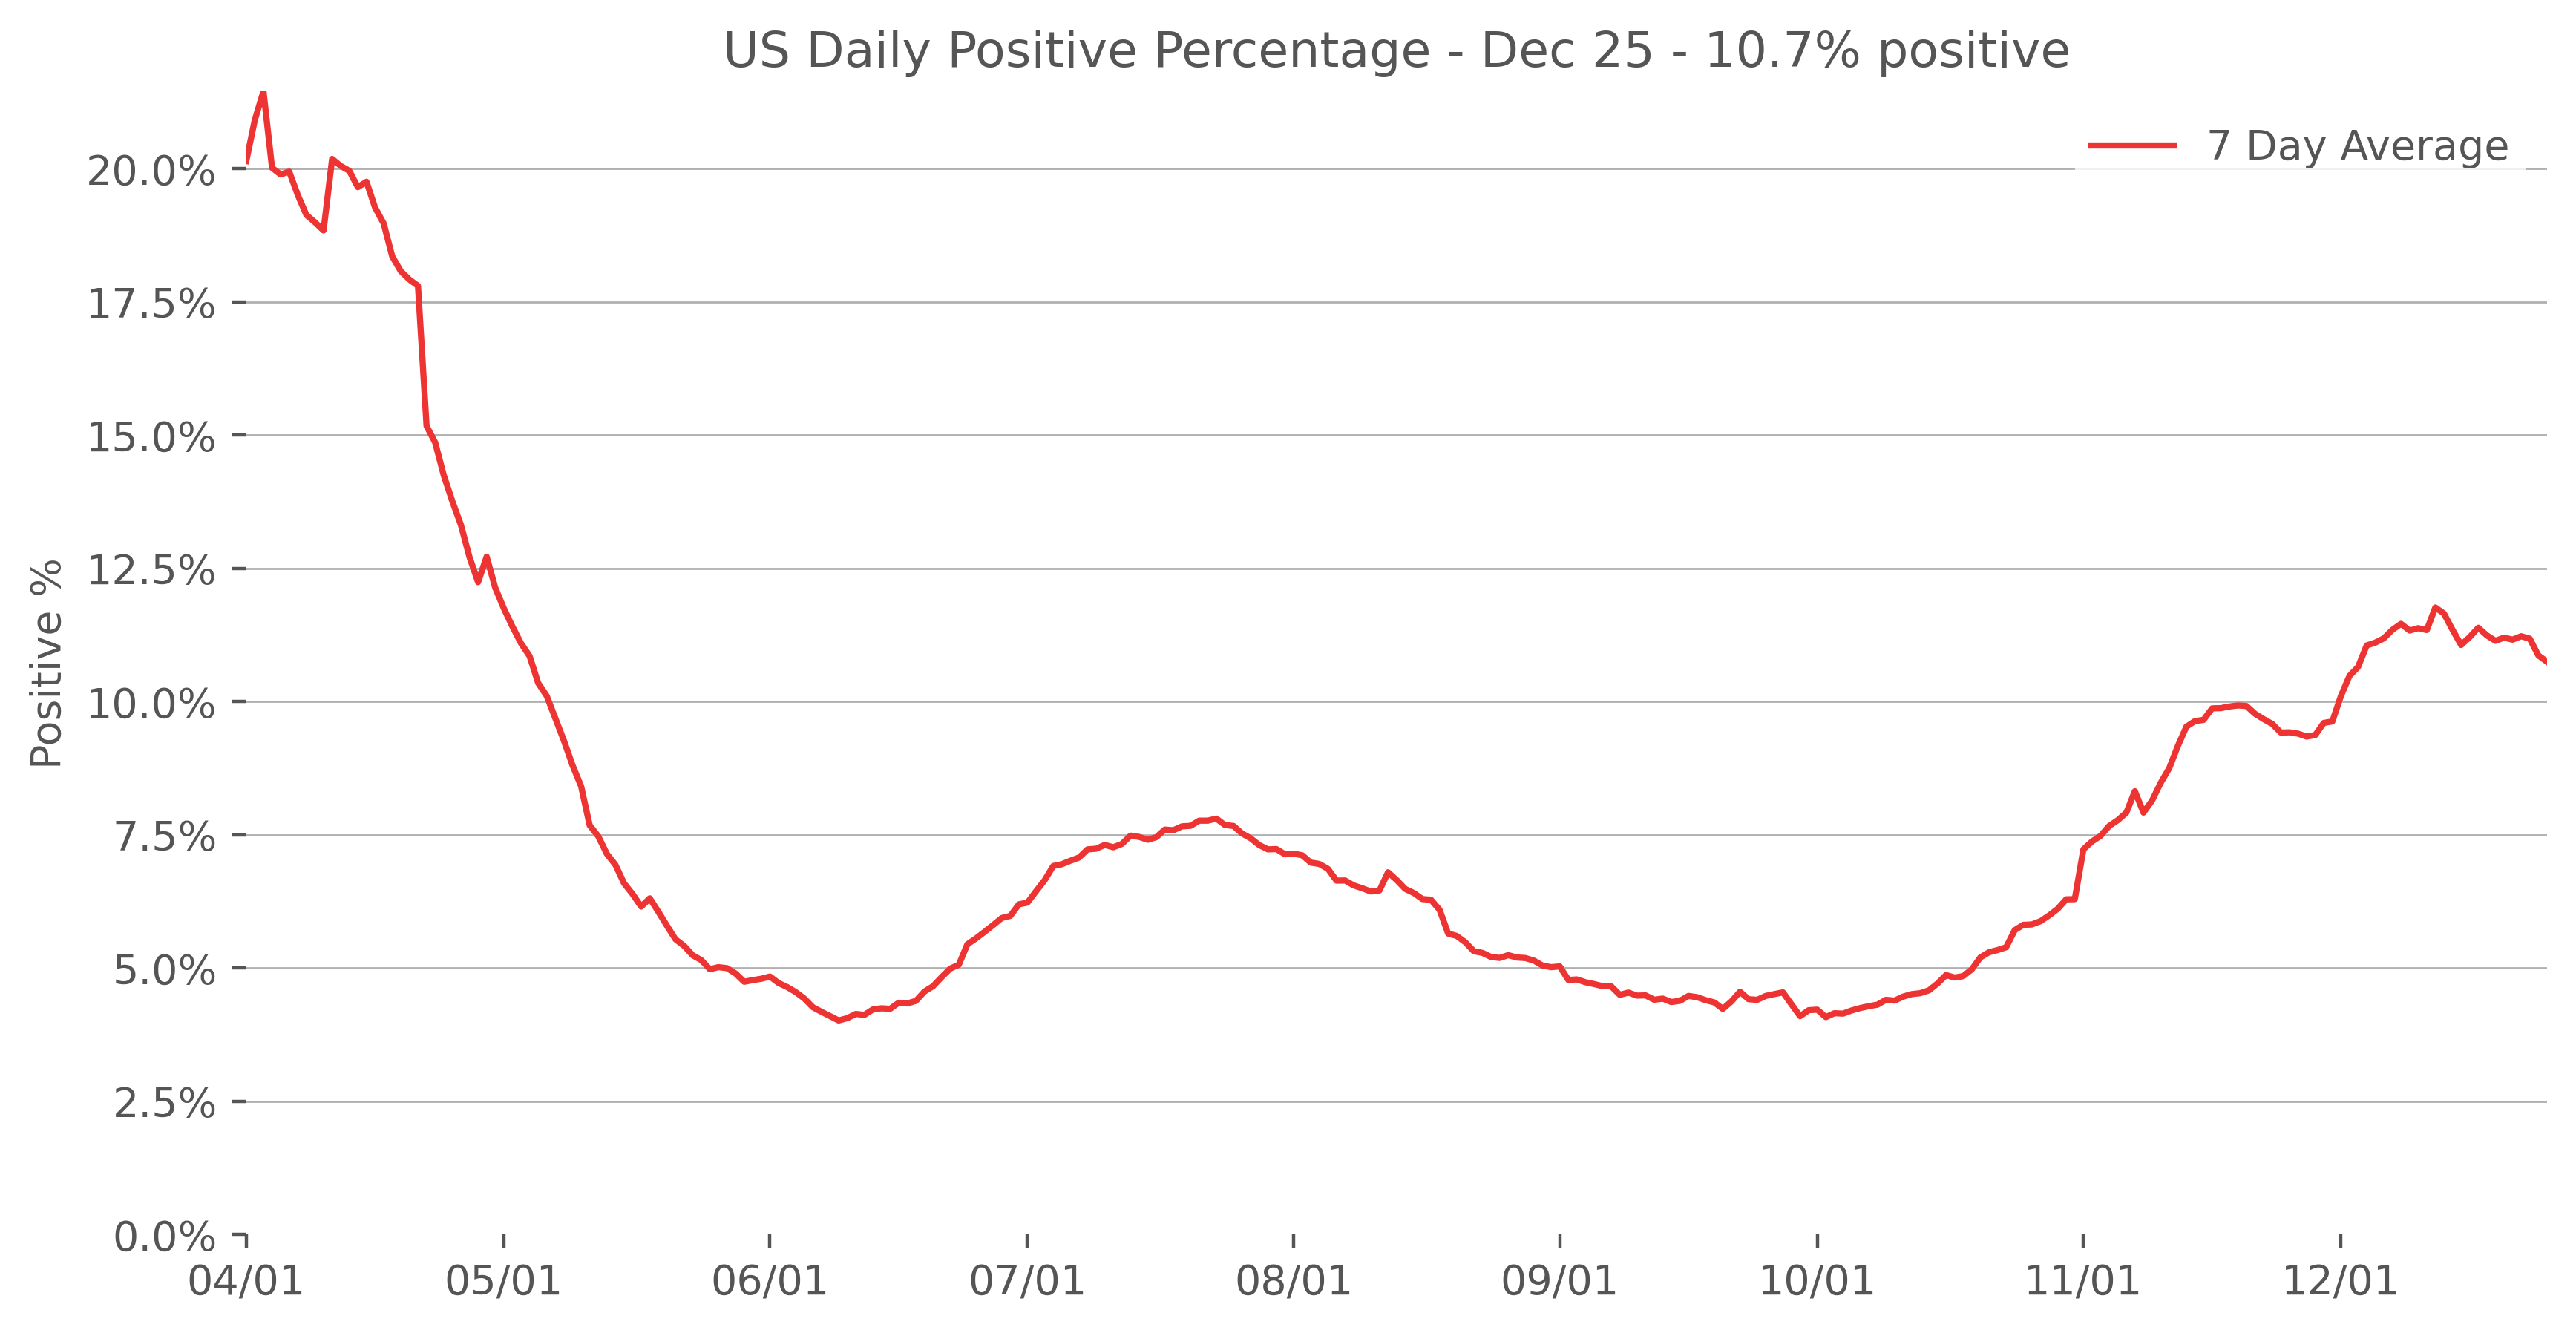 US Daily Positive Percentage - Dec 25 - 10.7% positive
7 Day Average
Positive %
20.0%
17.5%
15.0%
12.5%
10.0%
7.5%
5.0%
2.5%
0.0%
04/01 05/01 06/01 07/01 08/01 09/01 10/01 11/01 12/01